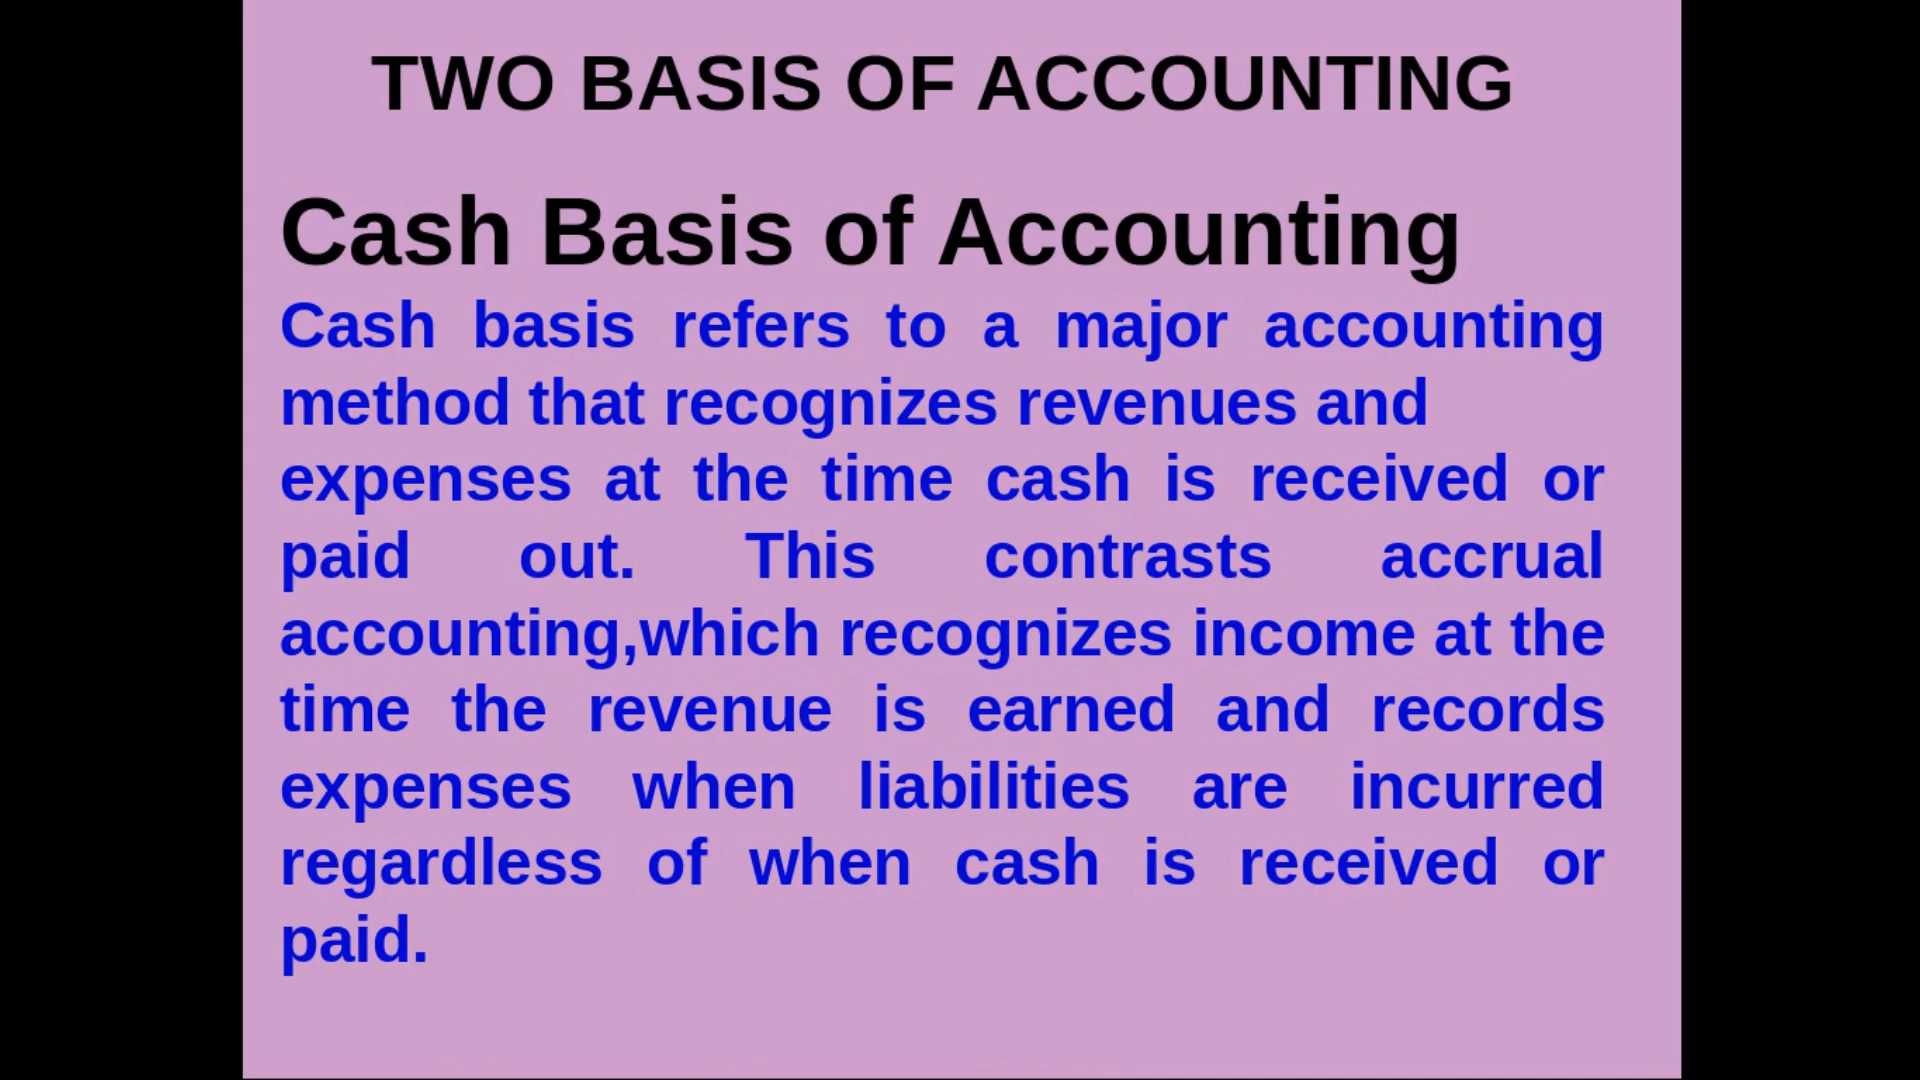 TWO BASIS OF ACCOUNTING
Cash Basis of Accounting
Cash basis refers to a major accounting
method that recognizes revenues and
expenses at the time cash is received or
paid out. This contrasts accrual
accounting,which recognizes income at the
time the revenue is earned and records
expenses when liabilities are incurred
regardless of when cash is received or
paid.